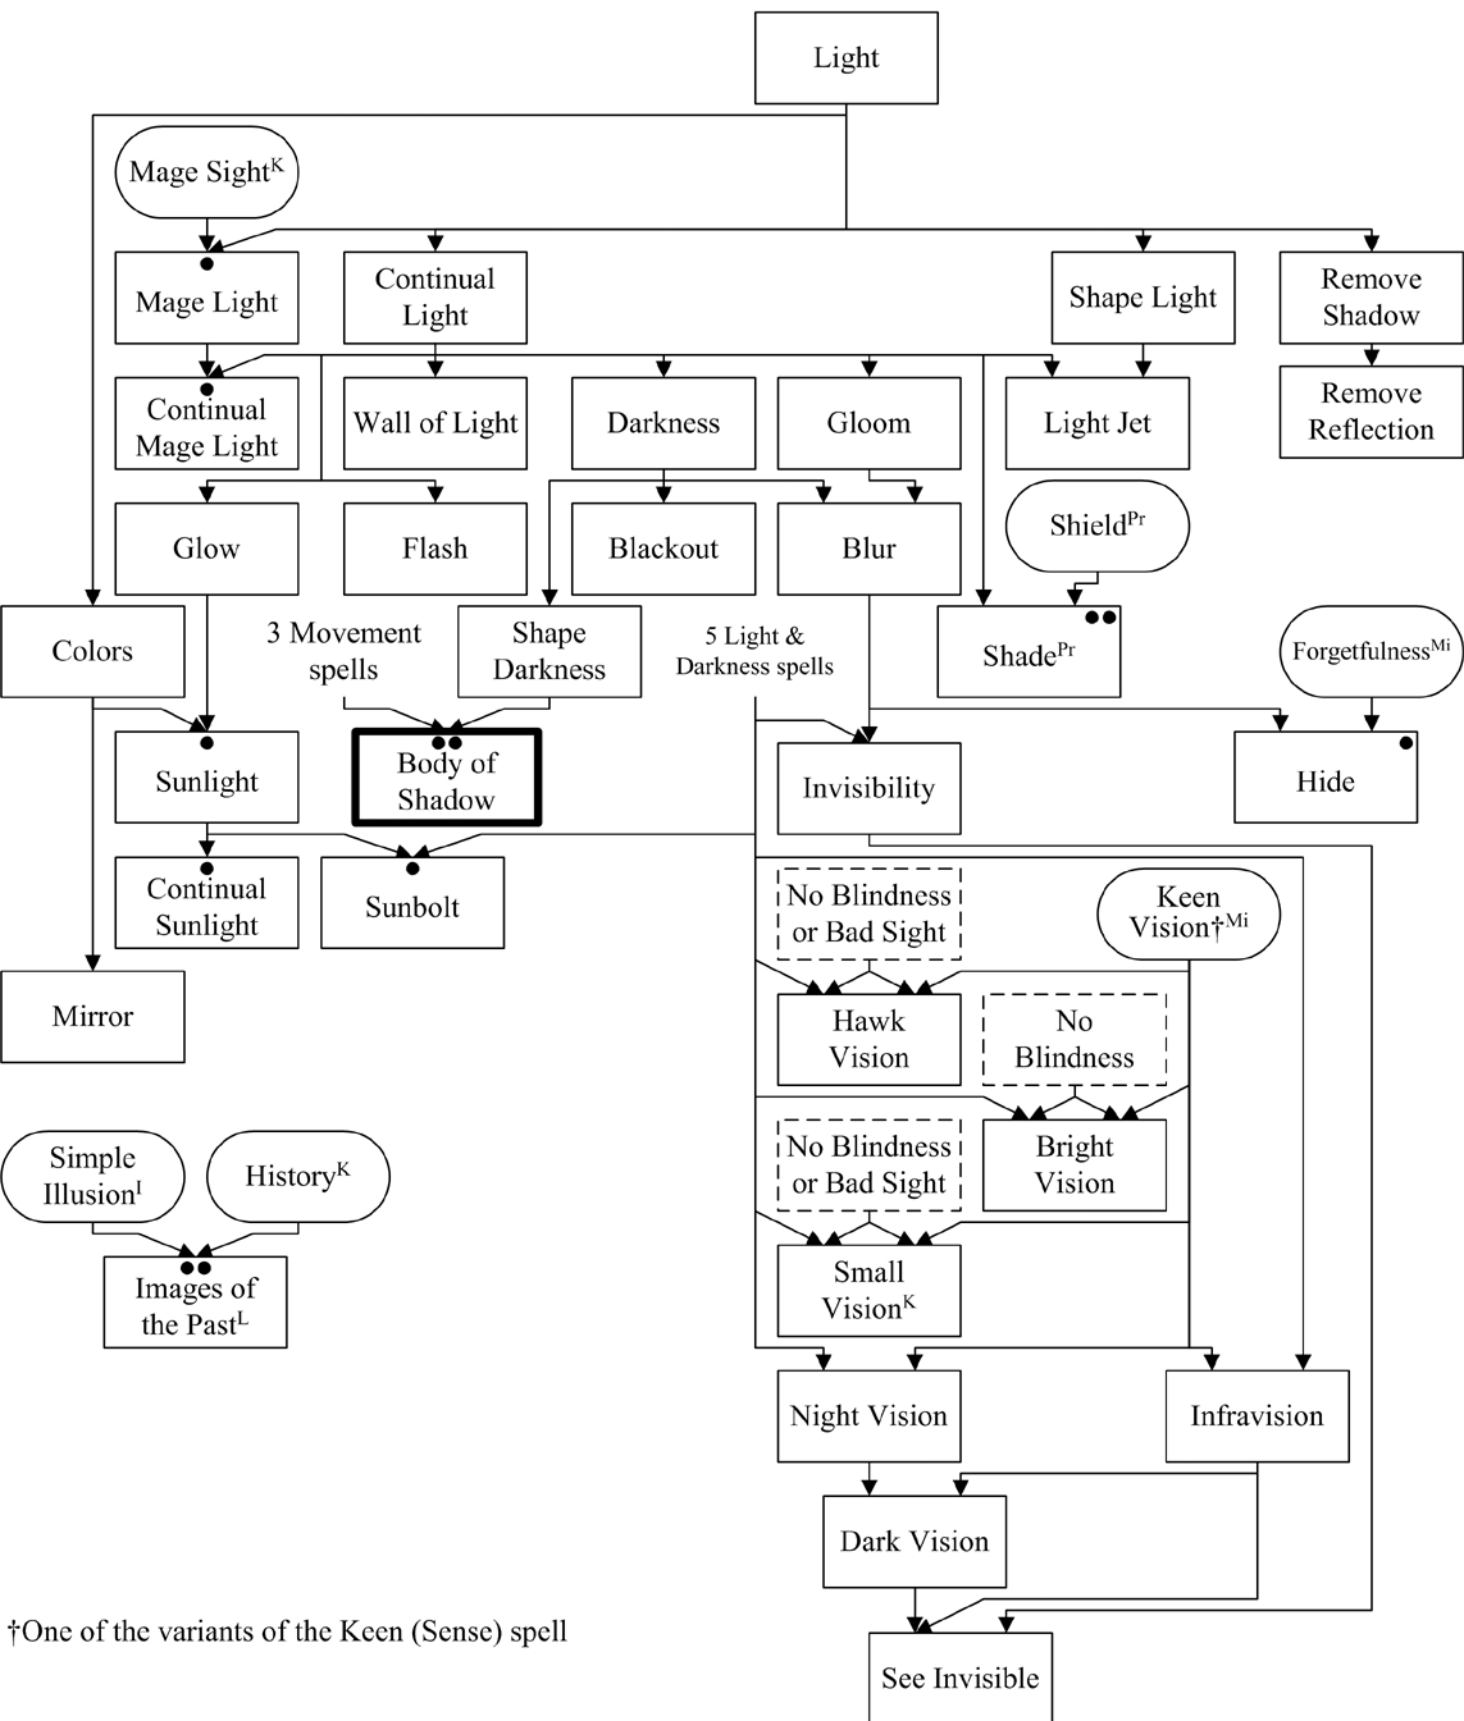 Light
Mage Sight^K
Mage Light
Continual
Light
Shape Light
Remove
Shadow
Continual
Mage Light
Wall of Light
Darkness
Gloom
Light Jet
Remove
Reflection
Glow
Flash
Blackout
Blur
Shield^Pr
Colors
3 Movement
spells
Shape
Darkness
5 Light &
Darkness spells
Shade^Pr
Forgetfulness^Mi
Sunlight
Body of
Shadow
Invisibility
Hide
Continual
Sunlight
Sunbolt
No Blindness
or Bad Sight
Keen
Vision†^Mi
Mirror
Hawk
Vision
No
Blindness
Simple
Illusion^I
History^K
No Blindness
or Bad Sight
Bright
Vision
Images of
the Past^L
Small
Vision^K
Night Vision
Infravision
Dark Vision
†One of the variants of the Keen (Sense) spell
See Invisible